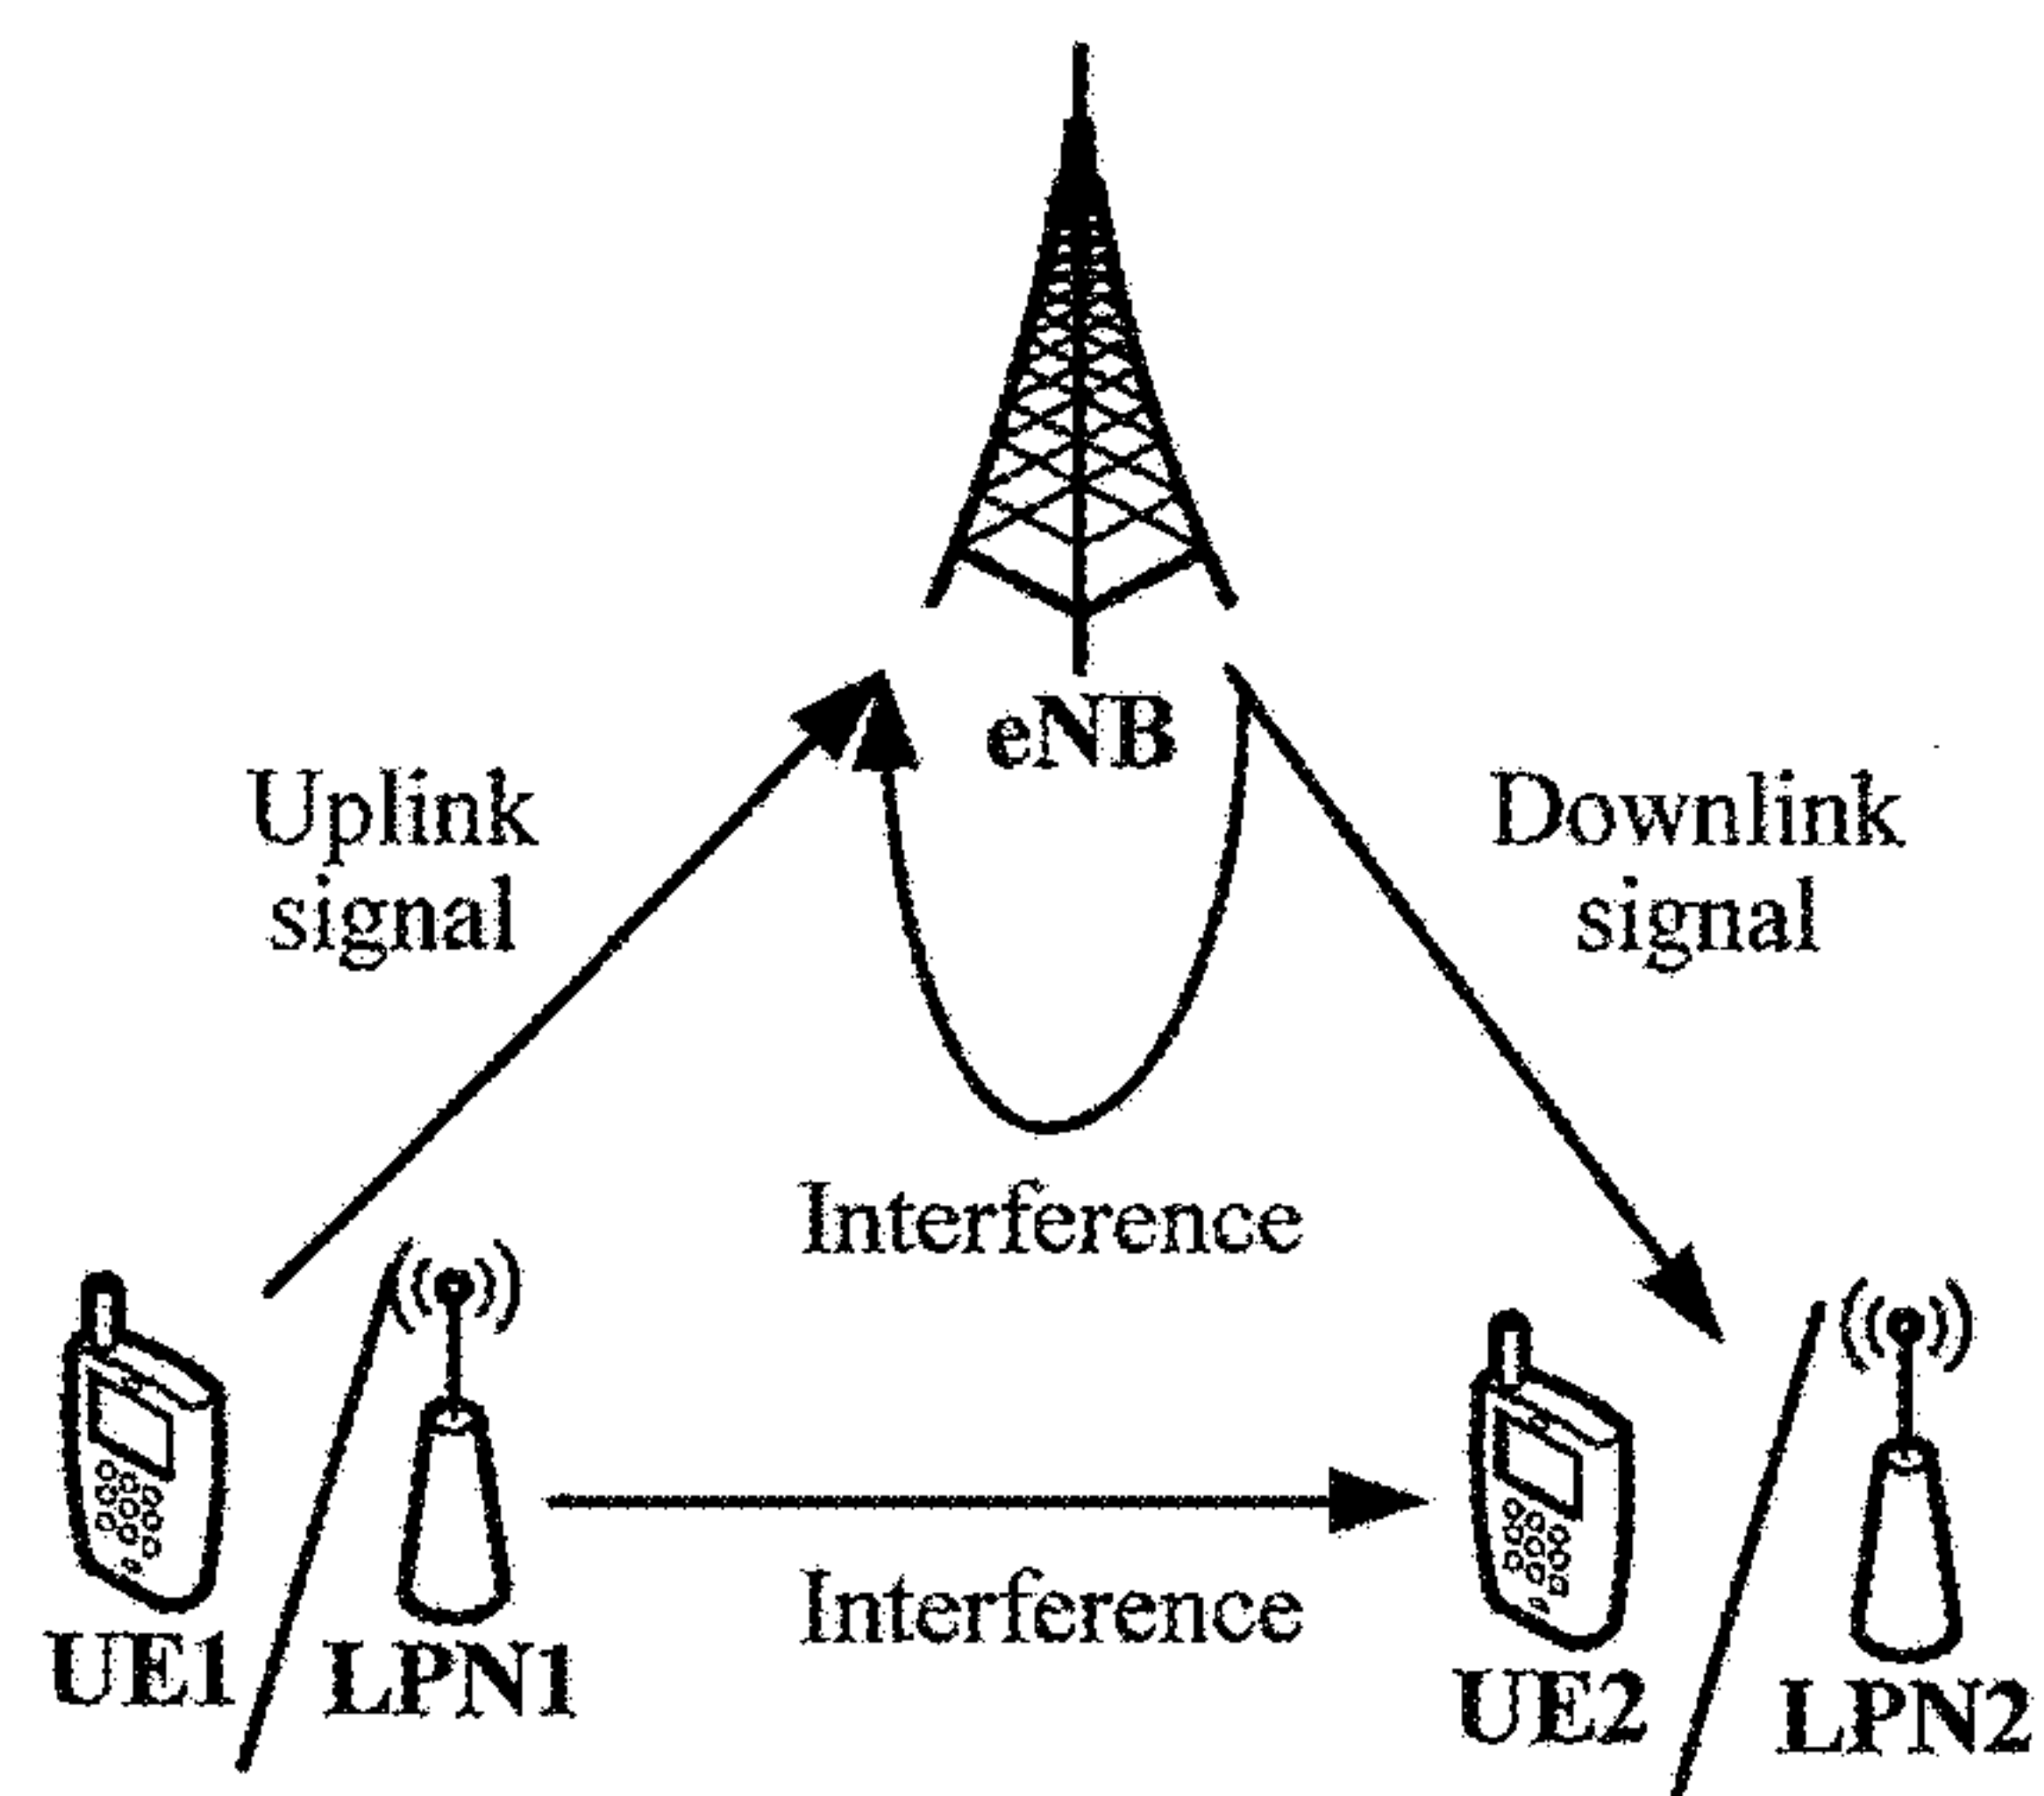 eNB
Uplink
signal
Downlink
signal
Interference
Interference
UE1
LPN1
UE2
LPN2